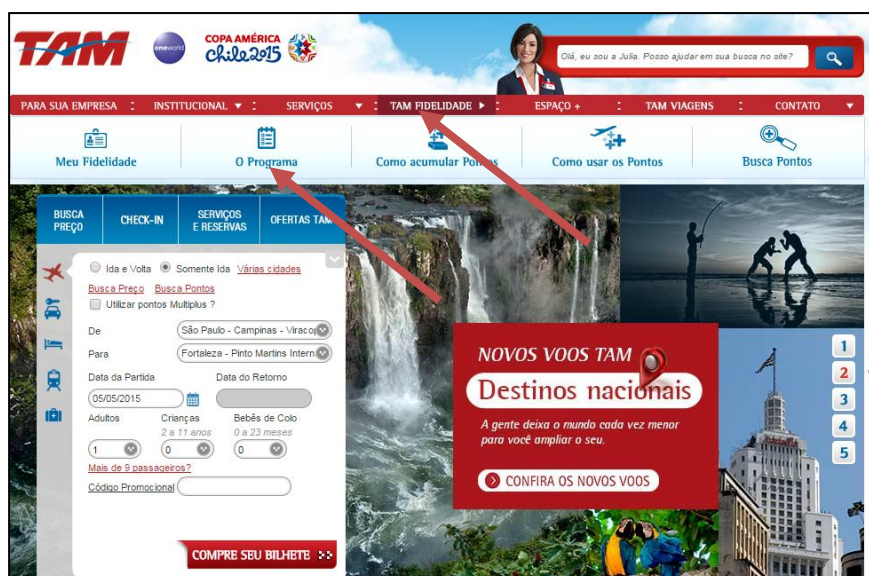 TAM
oneworld
COPA AMÉRICA
Chile2015
Olá, eu sou a Julia. Posso ajudar em sua busca no site?
PARA SUA EMPRESA : INSTITUCIONAL : SERVIÇOS : TAM FIDELIDADE : ESPAÇO + : TAM VIAGENS : CONTATO
Meu Fidelidade O Programa Como acumular Pontos Como usar os Pontos Busca Pontos
BUSCA PREÇO
CHECK-IN
SERVIÇOS E RESERVAS
OFERTAS TAM
Ida e Volta Somente Ida Várias cidades
Busca Preço Busca Pontos
Utilizar pontos Multiplus ?
De São Paulo - Campinas - Viracop
Para Fortaleza - Pinto Martins Intern
Data da Partida Data do Retorno
05/05/2015
Adultos Crianças Bebês de Colo
2 a 11 anos 0 a 23 meses
1 0 0
Mais de 9 passageiros?
Código Promocional
COMPRE SEU BILHETE
NOVOS VOOS TAM
Destinos nacionais
A gente deixa o mundo cada vez menor
para você ampliar o seu.
CONFIRA OS NOVOS VOOS
1
2
3
4
5